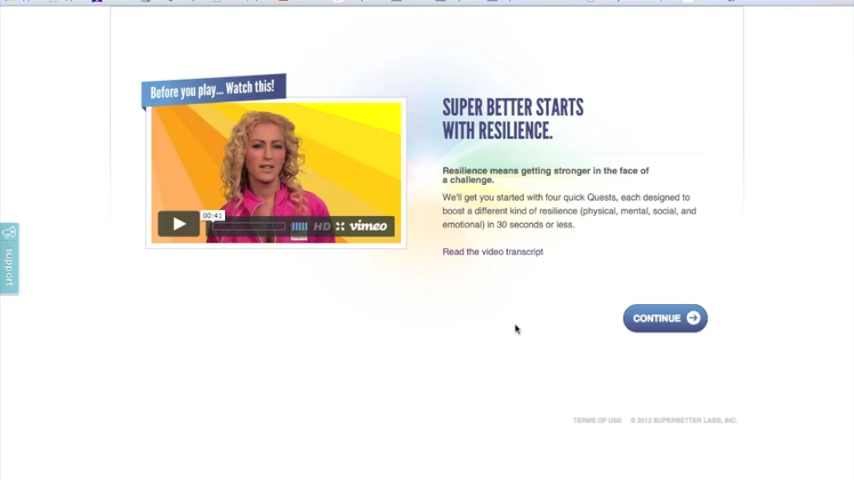 Before you play... Watch this!
SUPER BETTER STARTS
WITH RESILIENCE.
Resilience means getting stronger in the face of
a challenge.
We'll get you started with four quick Quests, each designed to
boost a different kind of resilience (physical, mental, social, and
emotional) in 30 seconds or less.
Read the video transcript
00:41
HD vimeo
support
CONTINUE
TERMS OF USE © 2012 SUPERBETTER LABS, INC.